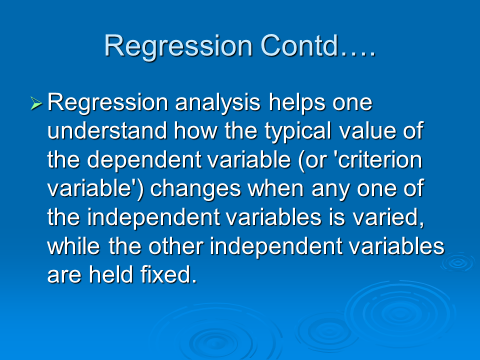 Regression Contd….
Regression analysis helps one
understand how the typical value of
the dependent variable (or 'criterion
variable') changes when any one of
the independent variables is varied,
while the other independent variables
are held fixed.